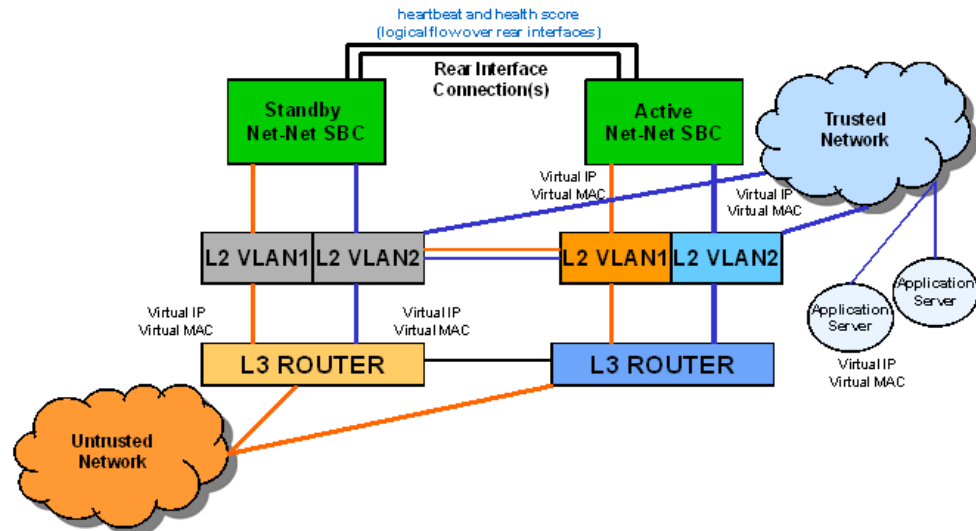 heartbeat and health score
(logical flow over rear interfaces)
Rear Interface
Connection(s)
Standby
Net-Net SBC
Active
Net-Net SBC
Trusted
Network
Virtual IP
Virtual MAC
Virtual IP
Virtual MAC
L2 VLAN1
L2 VLAN2
L2 VLAN1
L2 VLAN2
Application
Server
Application
Server
Virtual IP
Virtual MAC
Virtual IP
Virtual MAC
L3 ROUTER
L3 ROUTER
Virtual IP
Virtual MAC
Untrusted
Network